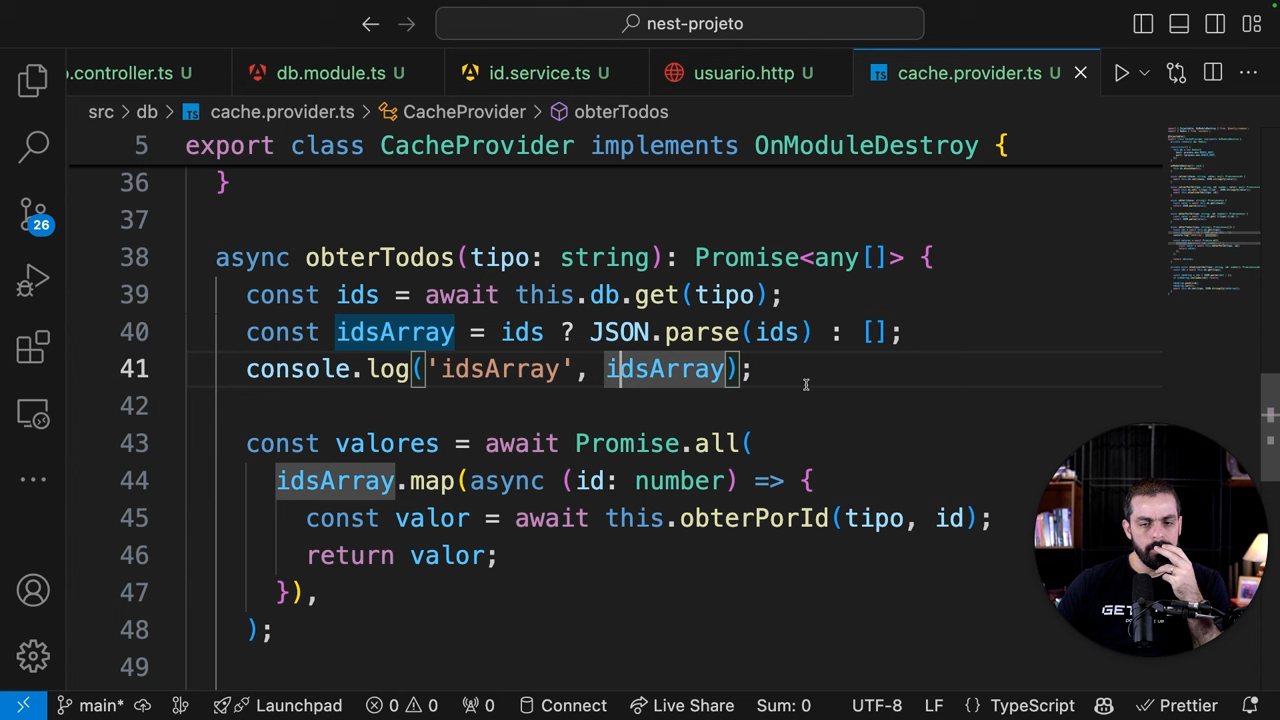 nest-projeto
o.controller.ts U
db.module.ts U
id.service.ts U
usuario.http U
cache.provider.ts U
src > db > cache.provider.ts > CacheProvider > obterTodos
5 export class CacheProvider implements OnModuleDestroy {
36 }
37
38 async obterTodos(tipo: string): Promise<any[]> {
39 const ids = await this.db.get(tipo);
40 const idsArray = ids ? JSON.parse(ids) : [];
41 console.log('idsArray', idsArray);
42
43 const valores = await Promise.all(
44 idsArray.map(async (id: number) => {
45 const valor = await this.obterPorId(tipo, id);
46 return valor;
47 }),
48 );
49
26
GET
main* Launchpad 0 0 0 Connect Live Share Sum: 0 UTF-8 LF {} TypeScript Prettier